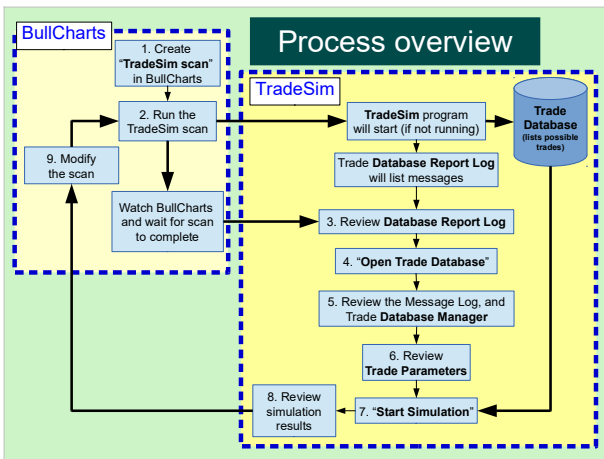 BullCharts
Process overview
1. Create
“TradeSim scan”
in BullCharts
2. Run the
TradeSim scan
9. Modify
the scan
Watch BullCharts
and wait for scan
to complete
TradeSim
TradeSim program
will start (if not running)
Trade
Database
(lists possible
trades)
Trade Database Report Log
will list messages
3. Review Database Report Log
4. “Open Trade Database”
5. Review the Message Log, and
Trade Database Manager
6. Review
Trade Parameters
7. “Start Simulation”
8. Review
simulation
results